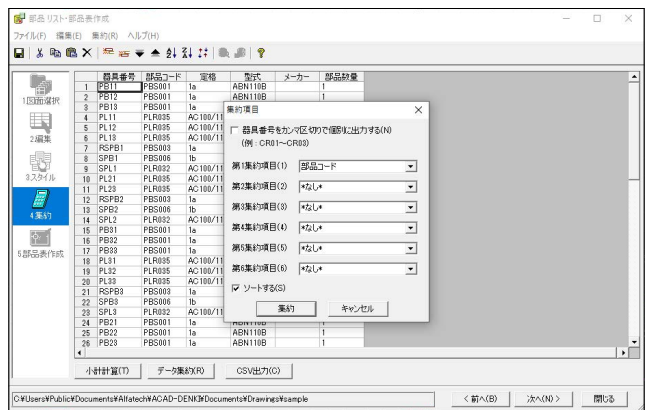 部品 リスト・部品表作成
ファイル(F) 編集(E) 集約(R) ヘルプ(H)
器具番号 部品コード 定格 型式 メーカー 部品数量
1 PB11 PBS001 1a ABN110B 1
2 PB12 PBS001 1a ABN110B 1
3 PB13 PBS001 1a
4 PL11 PLR035 AC100/11
5 PL12 PLR035 AC100/11
6 PL13 PLR035 AC100/11
7 RSPB1 PBS003 1a
8 SPB1 PBS006 1b
9 SPL1 PLR032 AC100/11
10 PL21 PLR035 AC100/11
11 PL23 PLR035 AC100/11
12 RSPB2 PBS003 1a
13 SPB2 PBS006 1b
14 SPL2 PLR032 AC100/11
15 PB31 PBS001 1a
16 PB32 PBS001 1a
17 PB33 PBS001 1a
18 PL31 PLR035 AC100/11
19 PL32 PLR035 AC100/11
20 PL33 PLR035 AC100/11
21 RSPB3 PBS003 1a
22 SPB3 PBS006 1b
23 SPL3 PLR032 AC100/11
24 PB21 PBS001 1a ABN110B 1
25 PB22 PBS001 1a ABN110B 1
26 PB23 PBS001 1a ABN110B 1
1図面選択
2編集
3スタイル
4集約
5部品表作成
集約項目
器具番号をカンマ区切りで個別に出力する(N)
(例 : CR01～CR03)
第1集約項目(1) 部品コード
第2集約項目(2) *なし*
第3集約項目(3) *なし*
第4集約項目(4) *なし*
第5集約項目(5) *なし*
第6集約項目(6) *なし*
ソートする(S)
集約 キャンセル
小計計算(T) データ集約(R) CSV出力(C)
C:¥Users¥Public¥Documents¥Alfatech¥ACAD-DENKI¥Documents¥Drawings¥sample
< 前へ(B) 次へ(N) > 閉じる